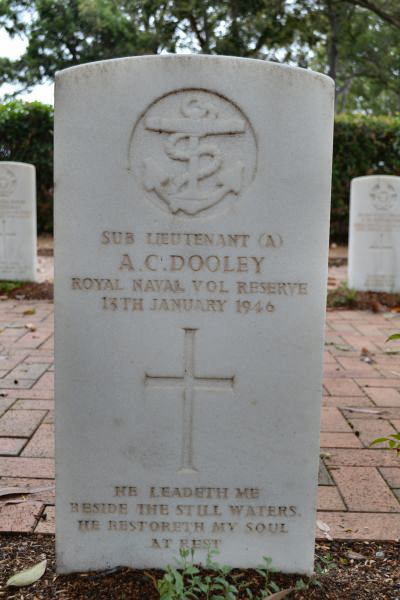 SUB LIEUTENANT (A)
A.C. DOOLEY
ROYAL NAVAL VOL RESERVE
15TH JANUARY 1946
HE LEADETH ME
BESIDE THE STILL WATERS.
HE RESTORETH MY SOUL
AT REST